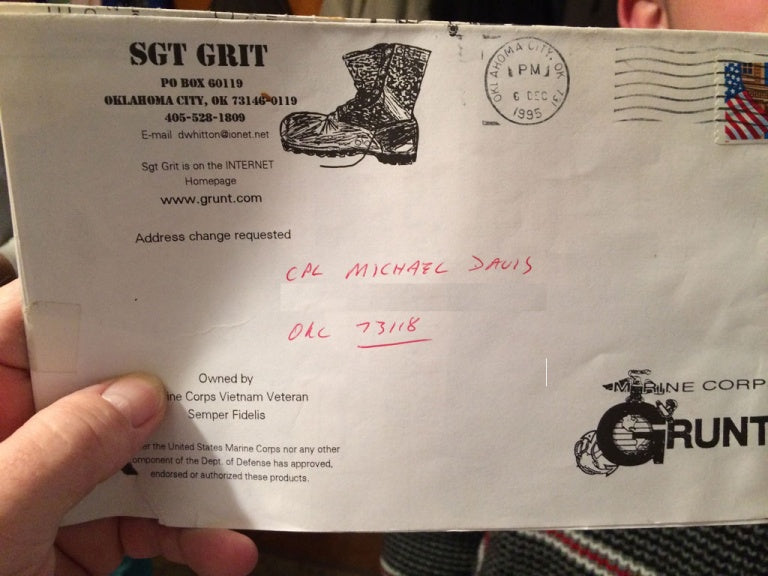 SGT GRIT
PO BOX 60119
OKLAHOMA CITY, OK 73146-0119
405-528-1809
E-mail dwhitton@ionet.net
Sgt Grit is on the INTERNET
Homepage
www.grunt.com
Address change requested
OKLAHOMA CITY, OK 731
PM
6 DEC
1995
CPL MICHAEL DAVIS
OKC 73118
Owned by
ine Corps Vietnam Veteran
Semper Fidelis
er the United States Marine Corps nor any other
omponent of the Dept. of Defense has approved,
endorsed or authorized these products.
MARINE CORP
GRUNT